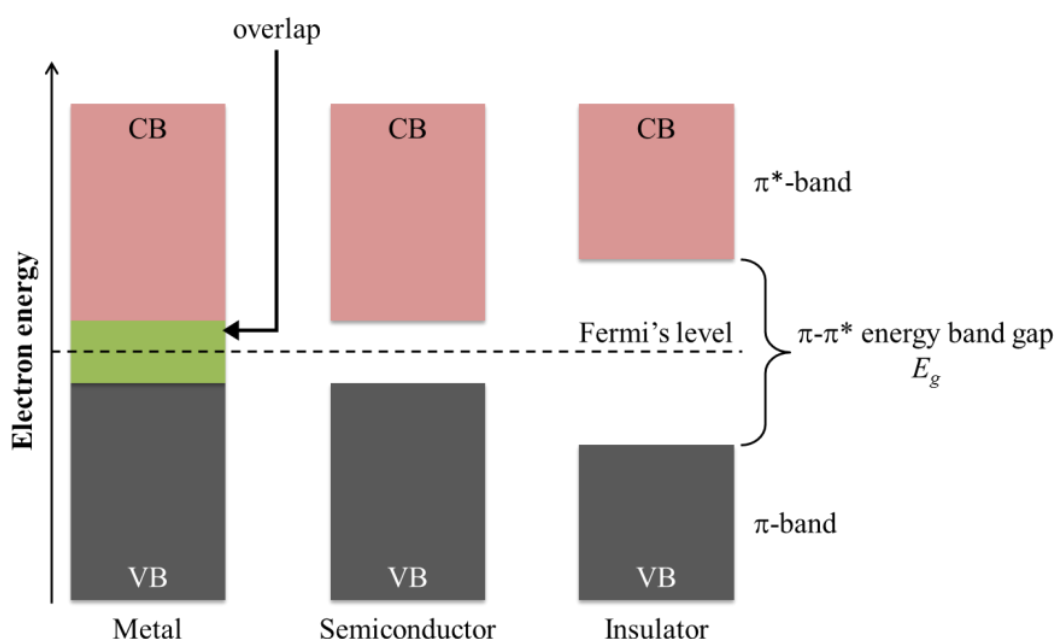 overlap
Electron energy
CB
CB
CB
π*-band
Fermi's level
π-π* energy band gap
E_g
π-band
VB
VB
VB
Metal
Semiconductor
Insulator